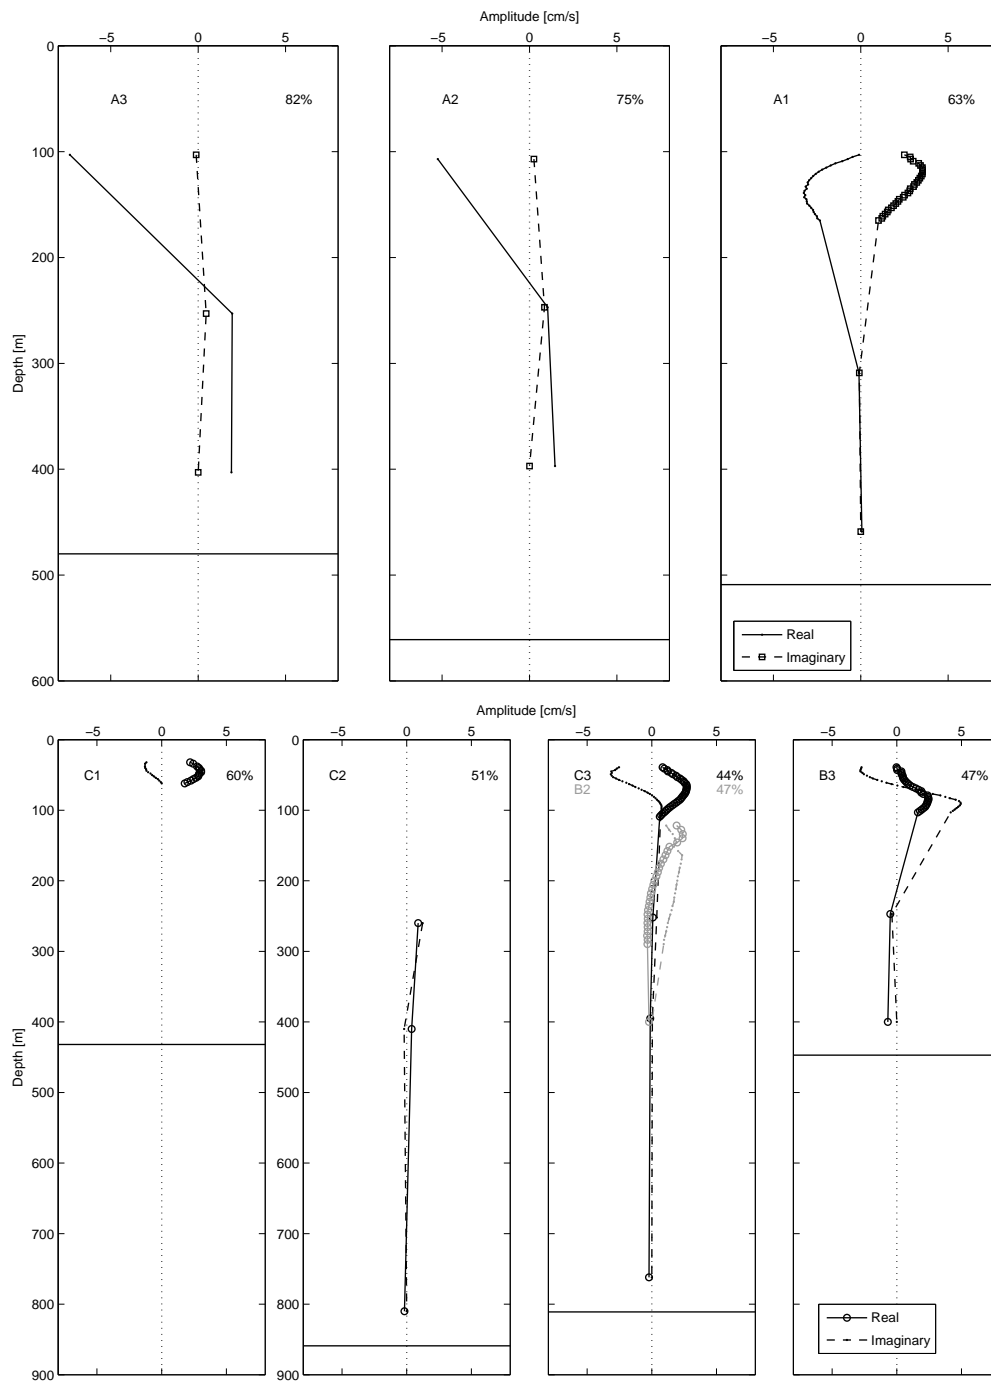 Amplitude [cm/s]
−5 0 5 −5 0 5 −5 0 5
0
A3 82% A2 75% A1 63%
100
200
300
Depth [m]
400
500
Real
Imaginary
600
Amplitude [cm/s]
−5 0 5 −5 0 5 −5 0 5 −5 0 5
0
C1 60% C2 51% C3 44% B3 47%
B2 47%
100
200
300
400
Depth [m]
500
600
700
800
Real
Imaginary
900